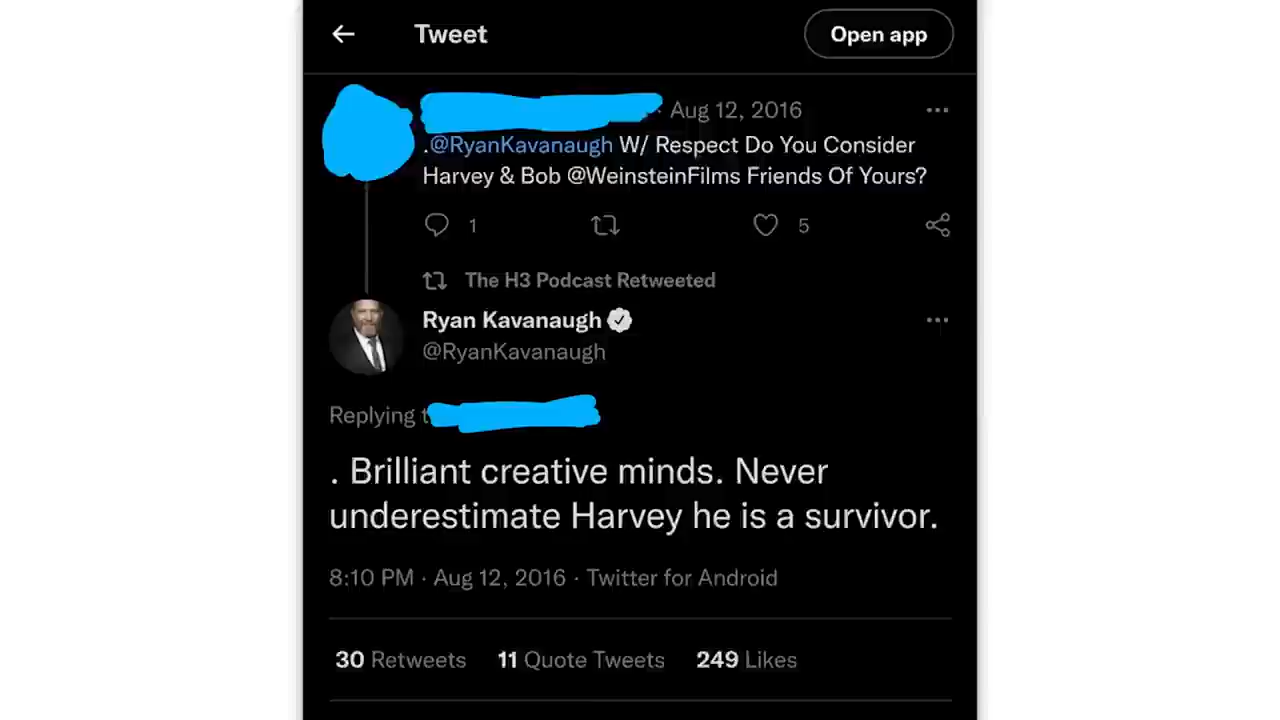 Tweet
Open app
· Aug 12, 2016
.@RyanKavanaugh W/ Respect Do You Consider
Harvey & Bob @WeinsteinFilms Friends Of Yours?
1
5
The H3 Podcast Retweeted
Ryan Kavanaugh
@RyanKavanaugh
Replying
. Brilliant creative minds. Never
underestimate Harvey he is a survivor.
8:10 PM · Aug 12, 2016 · Twitter for Android
30 Retweets 11 Quote Tweets 249 Likes